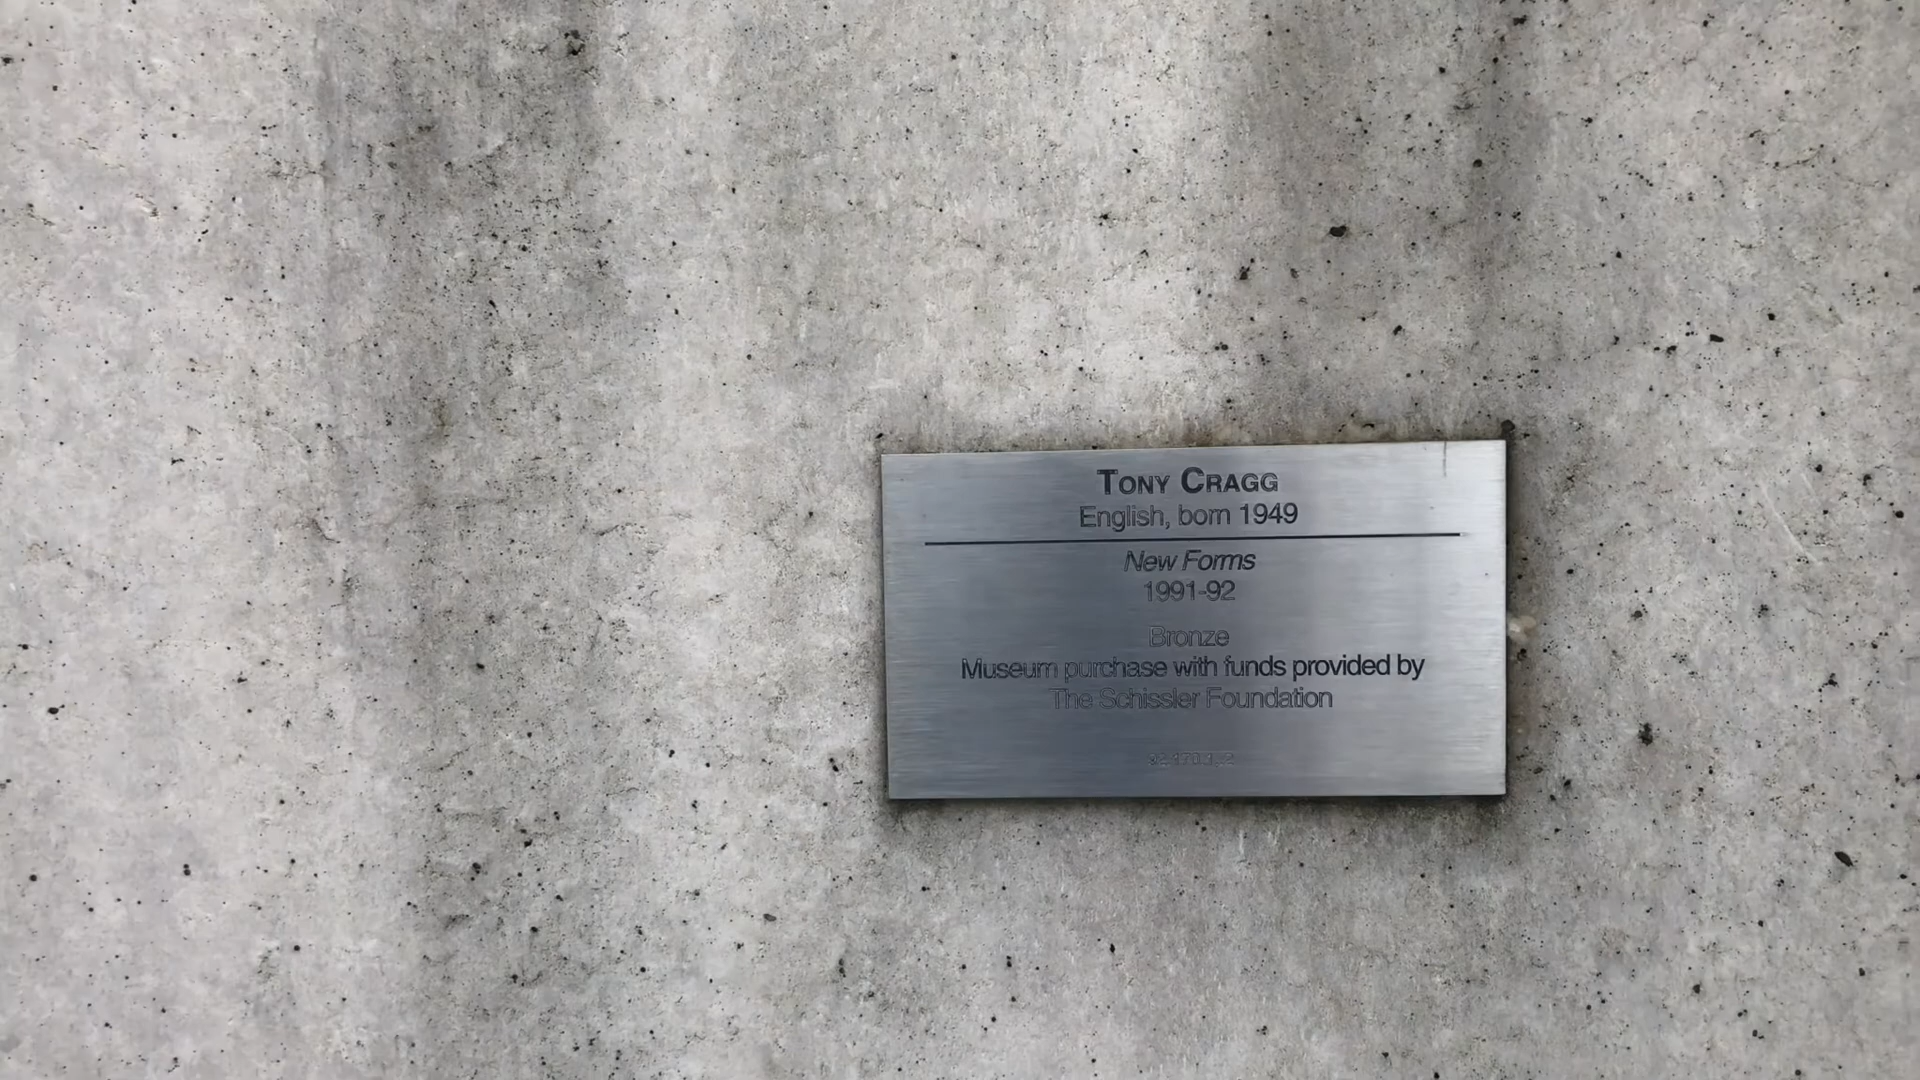 TONY CRAGG
English, born 1949
New Forms
1991-92
Bronze
Museum purchase with funds provided by
The Schissler Foundation